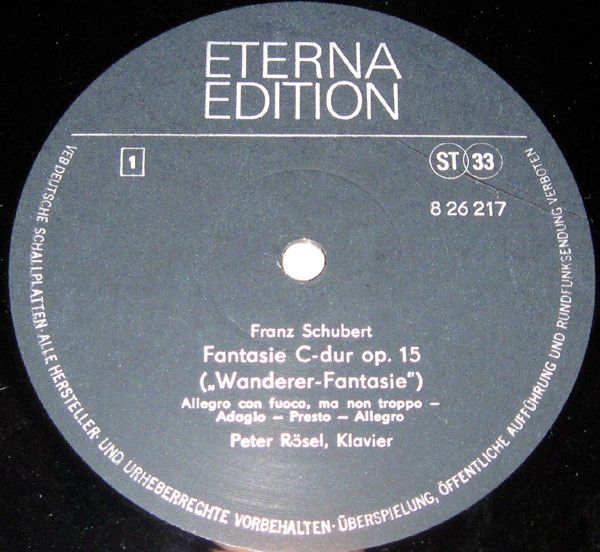 ETERNA
EDITION
1
ST 33
8 26 217
Franz Schubert
Fantasie C-dur op. 15
(„Wanderer-Fantasie“)
Allegro con fuoco, ma non troppo –
Adagio – Presto – Allegro
Peter Rösel, Klavier
VEB DEUTSCHE SCHALLPLATTEN · ALLE HERSTELLER- UND URHEBERRECHTE VORBEHALTEN · ÜBERSPIELUNG, ÖFFENTLICHE AUFFÜHRUNG UND RUNDFUNKSENDUNG VERBOTEN